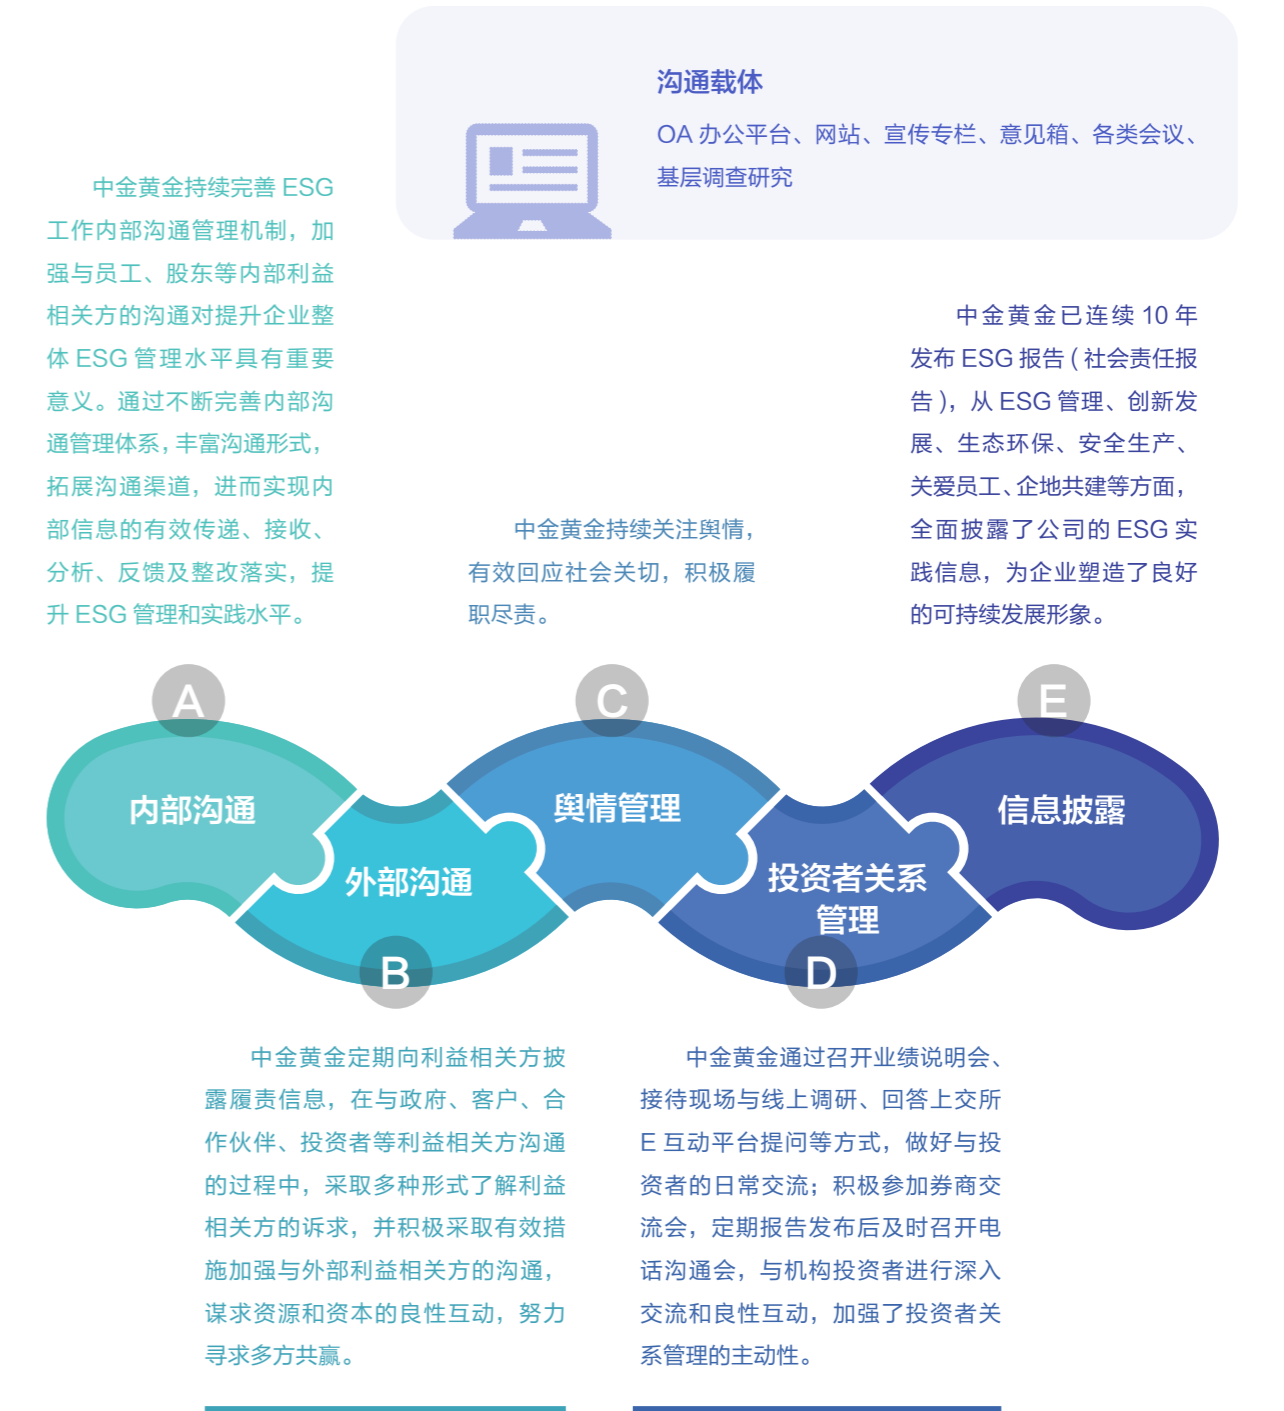 沟通载体
OA 办公平台、网站、宣传专栏、意见箱、各类会议、
基层调查研究
中金黄金持续完善 ESG
工作内部沟通管理机制，加
强与员工、股东等内部利益
相关方的沟通对提升企业整
体 ESG 管理水平具有重要
意义。通过不断完善内部沟
通管理体系，丰富沟通形式，
拓展沟通渠道，进而实现内
部信息的有效传递、接收、
分析、反馈及整改落实，提
升 ESG 管理和实践水平。
中金黄金持续关注舆情，
有效回应社会关切，积极履
职尽责。
中金黄金已连续 10 年
发布 ESG 报告 ( 社会责任报
告 )，从 ESG 管理、创新发
展、生态环保、安全生产、
关爱员工、企地共建等方面，
全面披露了公司的 ESG 实
践信息，为企业塑造了良好
的可持续发展形象。
A
内部沟通
外部沟通
B
C
舆情管理
投资者关系
管理
D
E
信息披露
中金黄金定期向利益相关方披
露履责信息，在与政府、客户、合
作伙伴、投资者等利益相关方沟通
的过程中，采取多种形式了解利益
相关方的诉求，并积极采取有效措
施加强与外部利益相关方的沟通，
谋求资源和资本的良性互动，努力
寻求多方共赢。
中金黄金通过召开业绩说明会、
接待现场与线上调研、回答上交所
E 互动平台提问等方式，做好与投
资者的日常交流；积极参加券商交
流会，定期报告发布后及时召开电
话沟通会，与机构投资者进行深入
交流和良性互动，加强了投资者关
系管理的主动性。